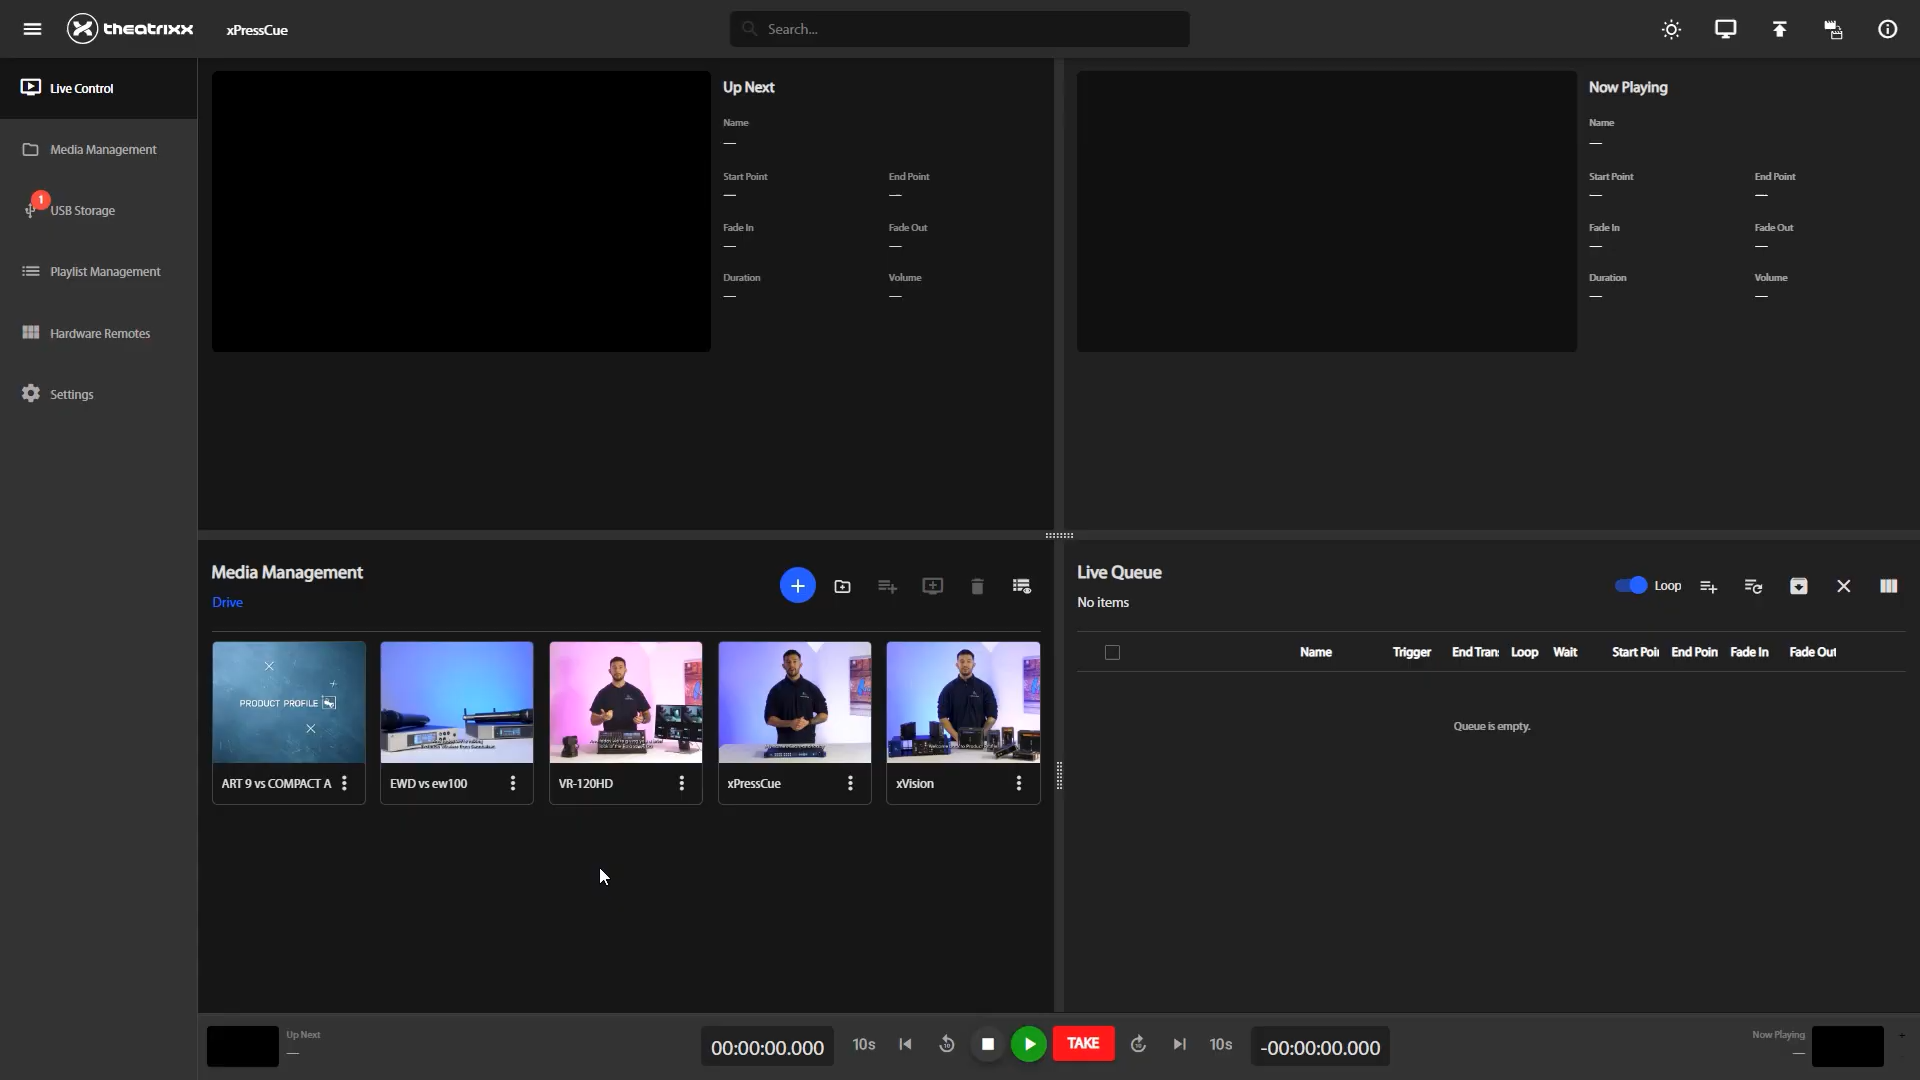 theatrixx
xPressCue
Search...
Live Control
Media Management
1
USB Storage
Playlist Management
Hardware Remotes
Settings
Up Next
Name
—
Start Point
End Point
—
—
Fade In
Fade Out
—
—
Duration
Volume
—
—
Now Playing
Name
—
Start Point
End Point
—
—
Fade In
Fade Out
—
—
Duration
Volume
—
—
Media Management
Drive
PRODUCT PROFILE
ART 9 vs COMPACT A
EWD vs ew100
VR-120HD
xPressCue
xVision
Live Queue
No items
Loop
Name
Trigger
End Tran
Loop
Wait
Start Poi
End Poin
Fade In
Fade Out
Queue is empty.
Up Next
—
00:00:00.000
10s
TAKE
10s
-00:00:00.000
Now Playing
—